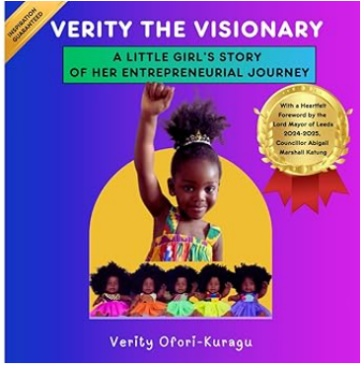 INSPIRATION
GUARANTEED
VERITY THE VISIONARY
A LITTLE GIRL'S STORY
OF HER ENTREPRENEURIAL JOURNEY
With a Heartfelt
Foreword by the
Lord Mayor of Leeds
2024-2025,
Councillor Abigail
Marshall Katung
Verity Ofori-Kuragu